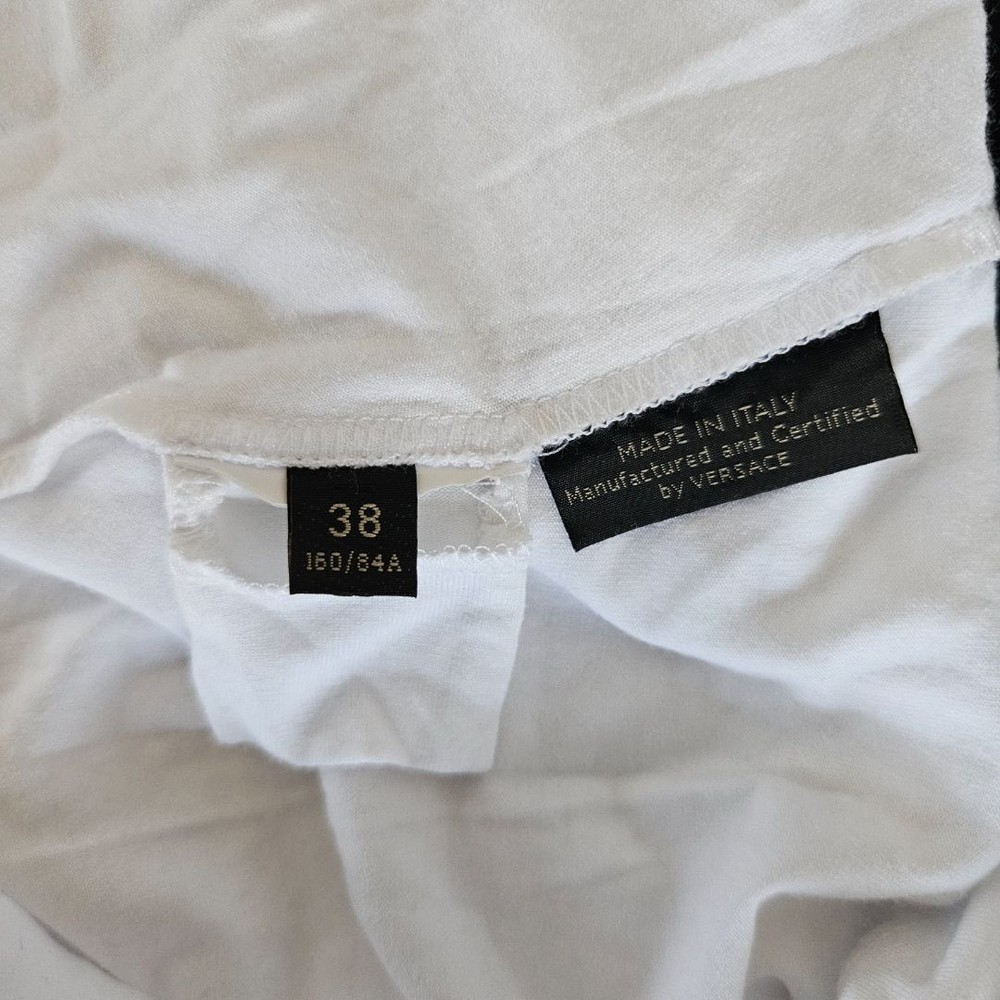 38
160/84A
MADE IN ITALY
Manufactured and Certified
by VERSACE